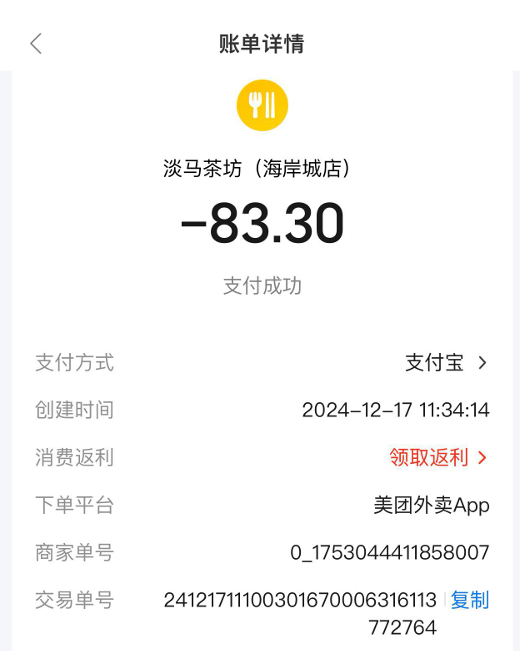 账单详情
淡马茶坊（海岸城店）
-83.30
支付成功
支付方式 支付宝
创建时间 2024-12-17 11:34:14
消费返利 领取返利
下单平台 美团外卖App
商家单号 0_1753044411858007
交易单号 24121711100301670006316113 复制
772764